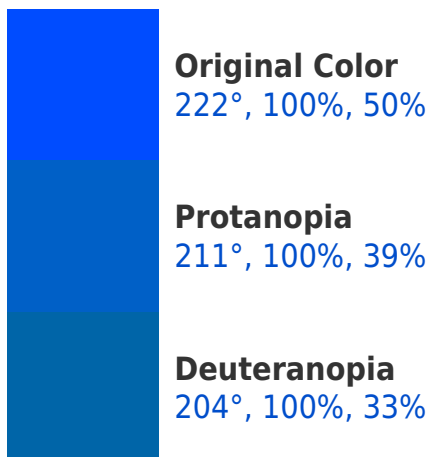 Original Color
222°, 100%, 50%
Protanopia
211°, 100%, 39%
Deuteranopia
204°, 100%, 33%